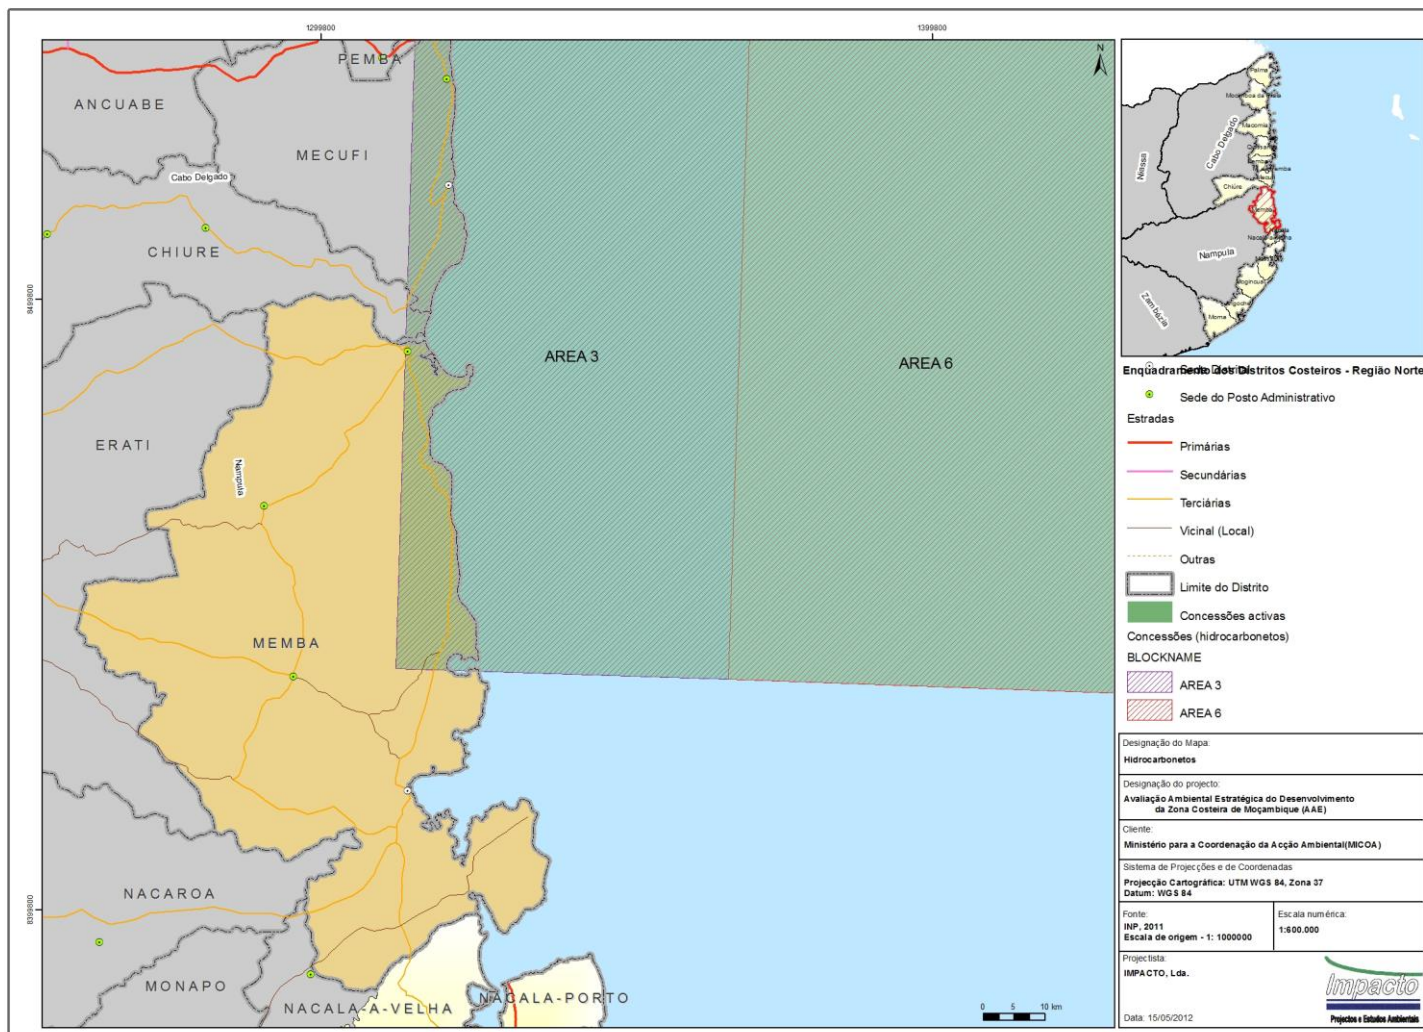 1299800
1399800
8499800
8399800
PEMBA
ANCUABE
MECUFI
Cabo Delgado
CHIURE
ERATI
Nampula
MEMBA
NACAROA
MONAPO
NACALA-A-VELHA
NACALA-PORTO
AREA 3
AREA 6
N
0 5 10 km
Niassa
Cabo Delgado
Nampula
Zambézia
Palma
Macomia
Chiúre
Memba
Moma
Enquadramento dos Distritos Costeiros - Região Norte
Sede Distrital
Sede do Posto Administrativo
Estradas
Primárias
Secundárias
Terciárias
Vicinal (Local)
Outras
Limite do Distrito
Concessões activas
Concessões (hidrocarbonetos)
BLOCKNAME
AREA 3
AREA 6
Designação do Mapa:
Hidrocarbonetos
Designação do projecto:
Avaliação Ambiental Estratégica do Desenvolvimento
da Zona Costeira de Moçambique (AAE)
Cliente:
Ministério para a Coordenação da Acção Ambiental(MICOA)
Sistema de Projecções e de Coordenadas
Projecção Cartográfica: UTM WGS 84, Zona 37
Datum: WGS 84
Fonte:
INP, 2011
Escala de origem - 1: 1000000
Escala numérica:
1:600.000
Projectista:
IMPACTO, Lda.
Data: 15/05/2012
Impacto
Projectos e Estudos Ambientais